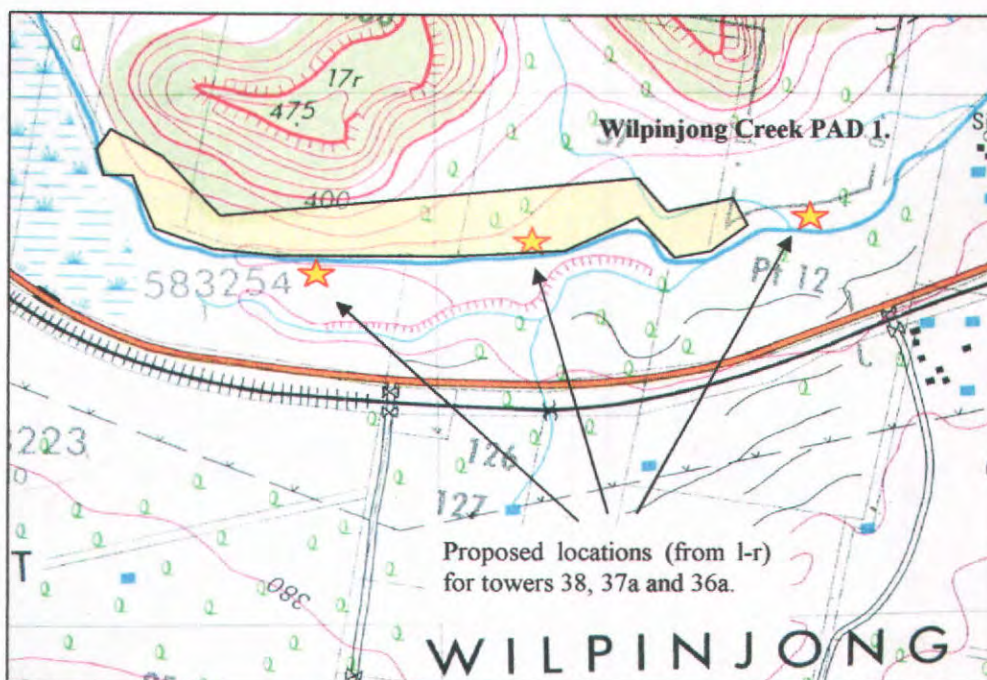 17r
475
Wilpinjong Creek PAD 1.
400
583254
PT 12
223
126
127
Proposed locations (from l-r)
for towers 38, 37a and 36a.
T
380
WILPINJONG